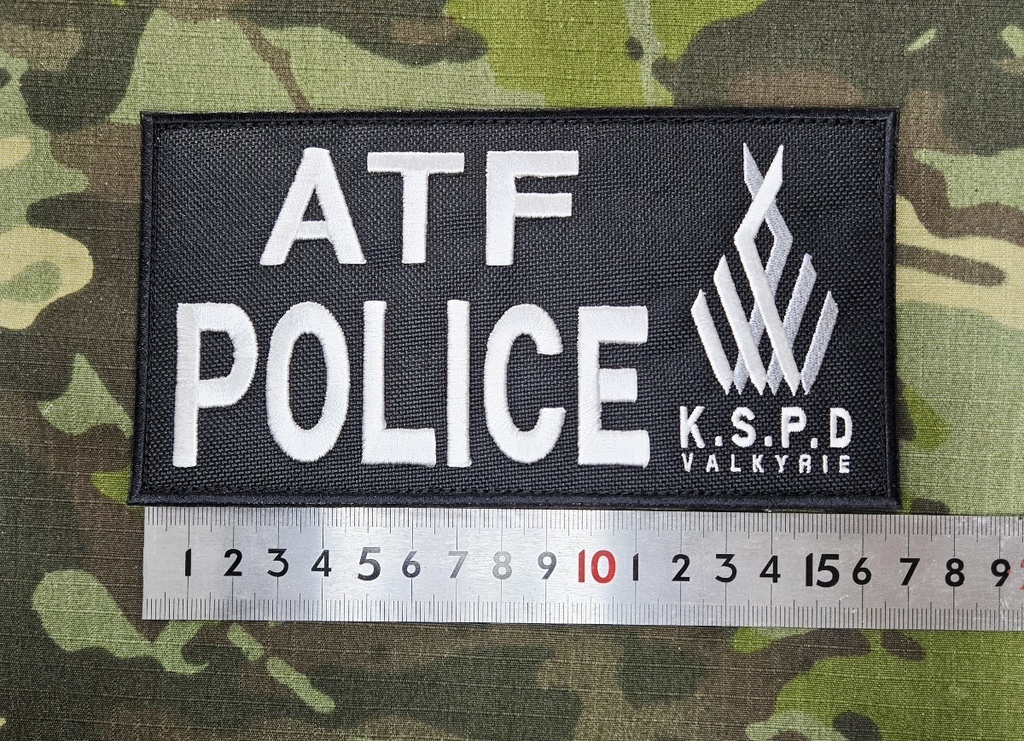 ATF
POLICE
K.S.P.D
VALKYRIE
1 2 3 4 5 6 7 8 9 10 1 2 3 4 15 6 7 8 9